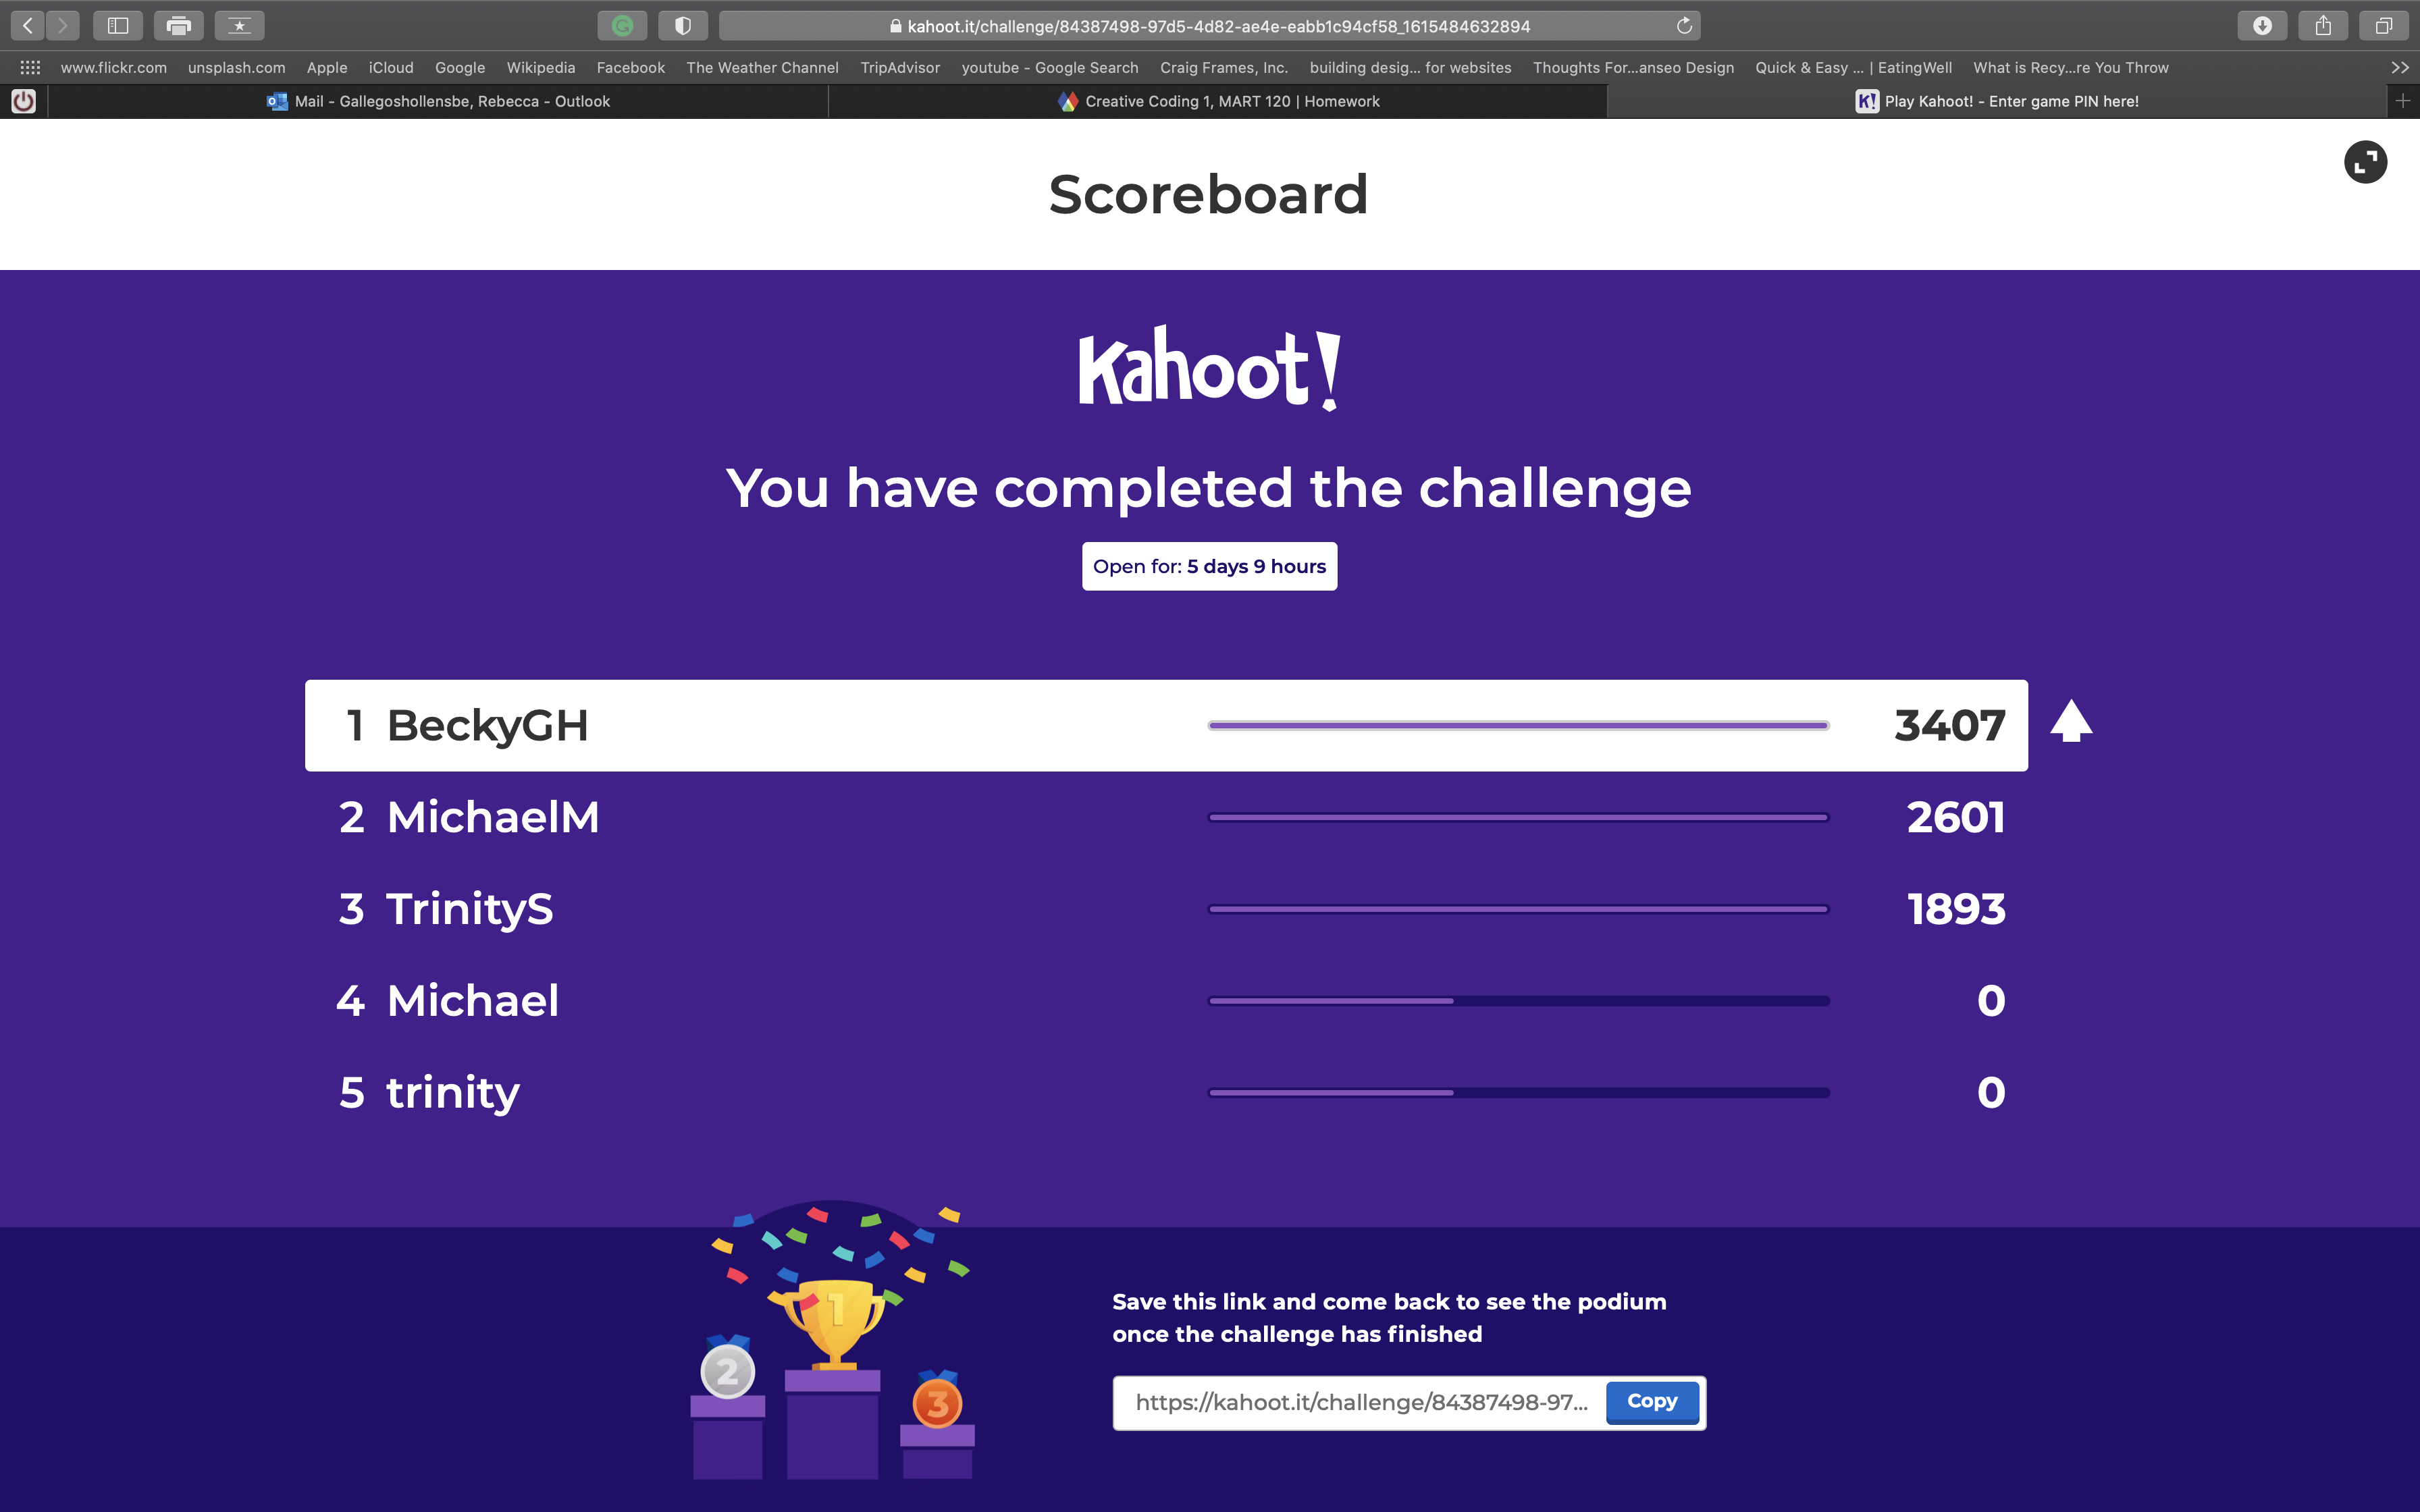 kahoot.it/challenge/84387498-97d5-4d82-ae4e-eabb1c94cf58_1615484632894
www.flickr.com unsplash.com Apple iCloud Google Wikipedia Facebook The Weather Channel TripAdvisor youtube - Google Search Craig Frames, Inc. building desig... for websites Thoughts For...anseo Design Quick & Easy ... | EatingWell What is Recy...re You Throw
Mail - Gallegoshollensbe, Rebecca - Outlook Creative Coding 1, MART 120 | Homework K! Play Kahoot! - Enter game PIN here!
Scoreboard
Kahoot!
You have completed the challenge
Open for: 5 days 9 hours
1 BeckyGH 3407
2 MichaelM 2601
3 TrinityS 1893
4 Michael 0
5 trinity 0
1
2
3
Save this link and come back to see the podium
once the challenge has finished
https://kahoot.it/challenge/84387498-97... Copy